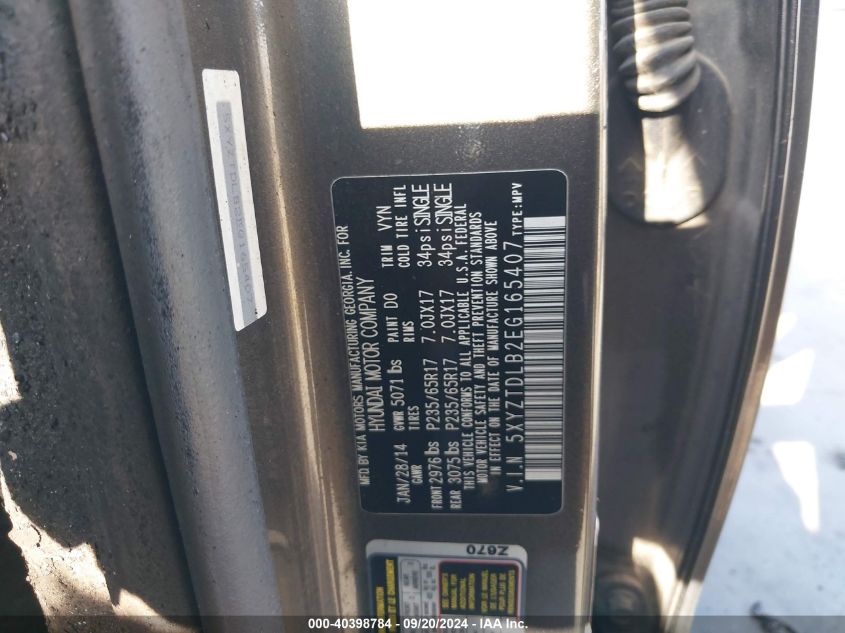 MFD BY KIA MOTORS MANUFACTURING GEORGIA, INC. FOR
HYUNDAI MOTOR COMPANY
JAN/28/14 GVWR 5071 lbs PAINT D0 TRIM VYN
GAWR TIRES RIMS COLD TIRE INFL
FRONT 2976 lbs P235/65R17 7.0JX17 34psi SINGLE
REAR 3075 lbs P235/65R17 7.0JX17 34psi SINGLE
THIS VEHICLE CONFORMS TO ALL APPLICABLE U.S.A. FEDERAL
MOTOR VEHICLE SAFETY AND THEFT PREVENTION STANDARDS
IN EFFECT ON THE DATE OF MANUFACTURE SHOWN ABOVE
V.I.N 5XYZTDLB2EG165407 TYPE:MPV
5XYZTDLB2EG165407
Z670
000-40398784 - 09/20/2024 - IAA Inc.